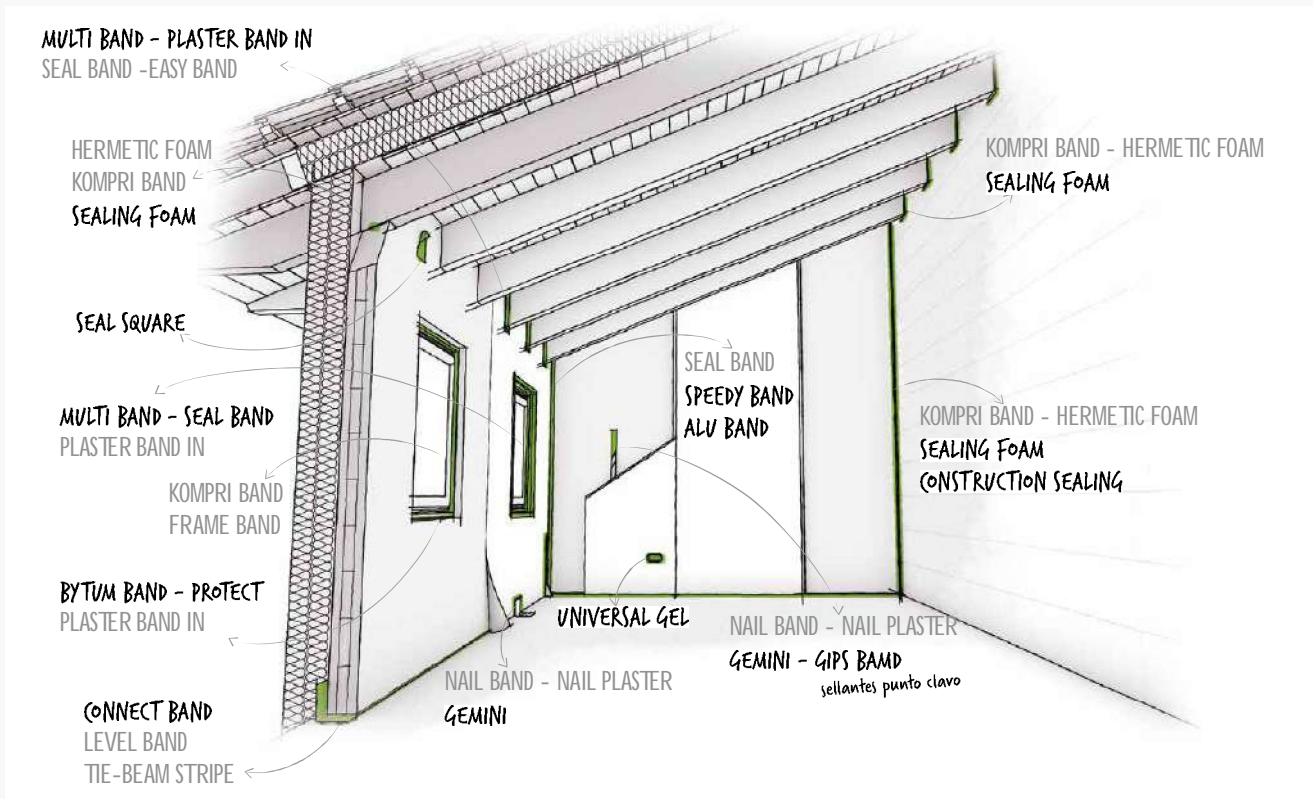 MULTI BAND - PLASTER BAND IN
SEAL BAND -EASY BAND
HERMETIC FOAM
KOMPRI BAND
SEALING FOAM
KOMPRI BAND - HERMETIC FOAM
SEALING FOAM
SEAL SQUARE
MULTI BAND - SEAL BAND
PLASTER BAND IN
SEAL BAND
SPEEDY BAND
ALU BAND
KOMPRI BAND - HERMETIC FOAM
SEALING FOAM
CONSTRUCTION SEALING
KOMPRI BAND
FRAME BAND
BYTUM BAND - PROTECT
PLASTER BAND IN
UNIVERSAL GEL
NAIL BAND - NAIL PLASTER
GEMINI - GIPS BAMD
sellantes punto clavo
NAIL BAND - NAIL PLASTER
GEMINI
CONNECT BAND
LEVEL BAND
TIE-BEAM STRIPE